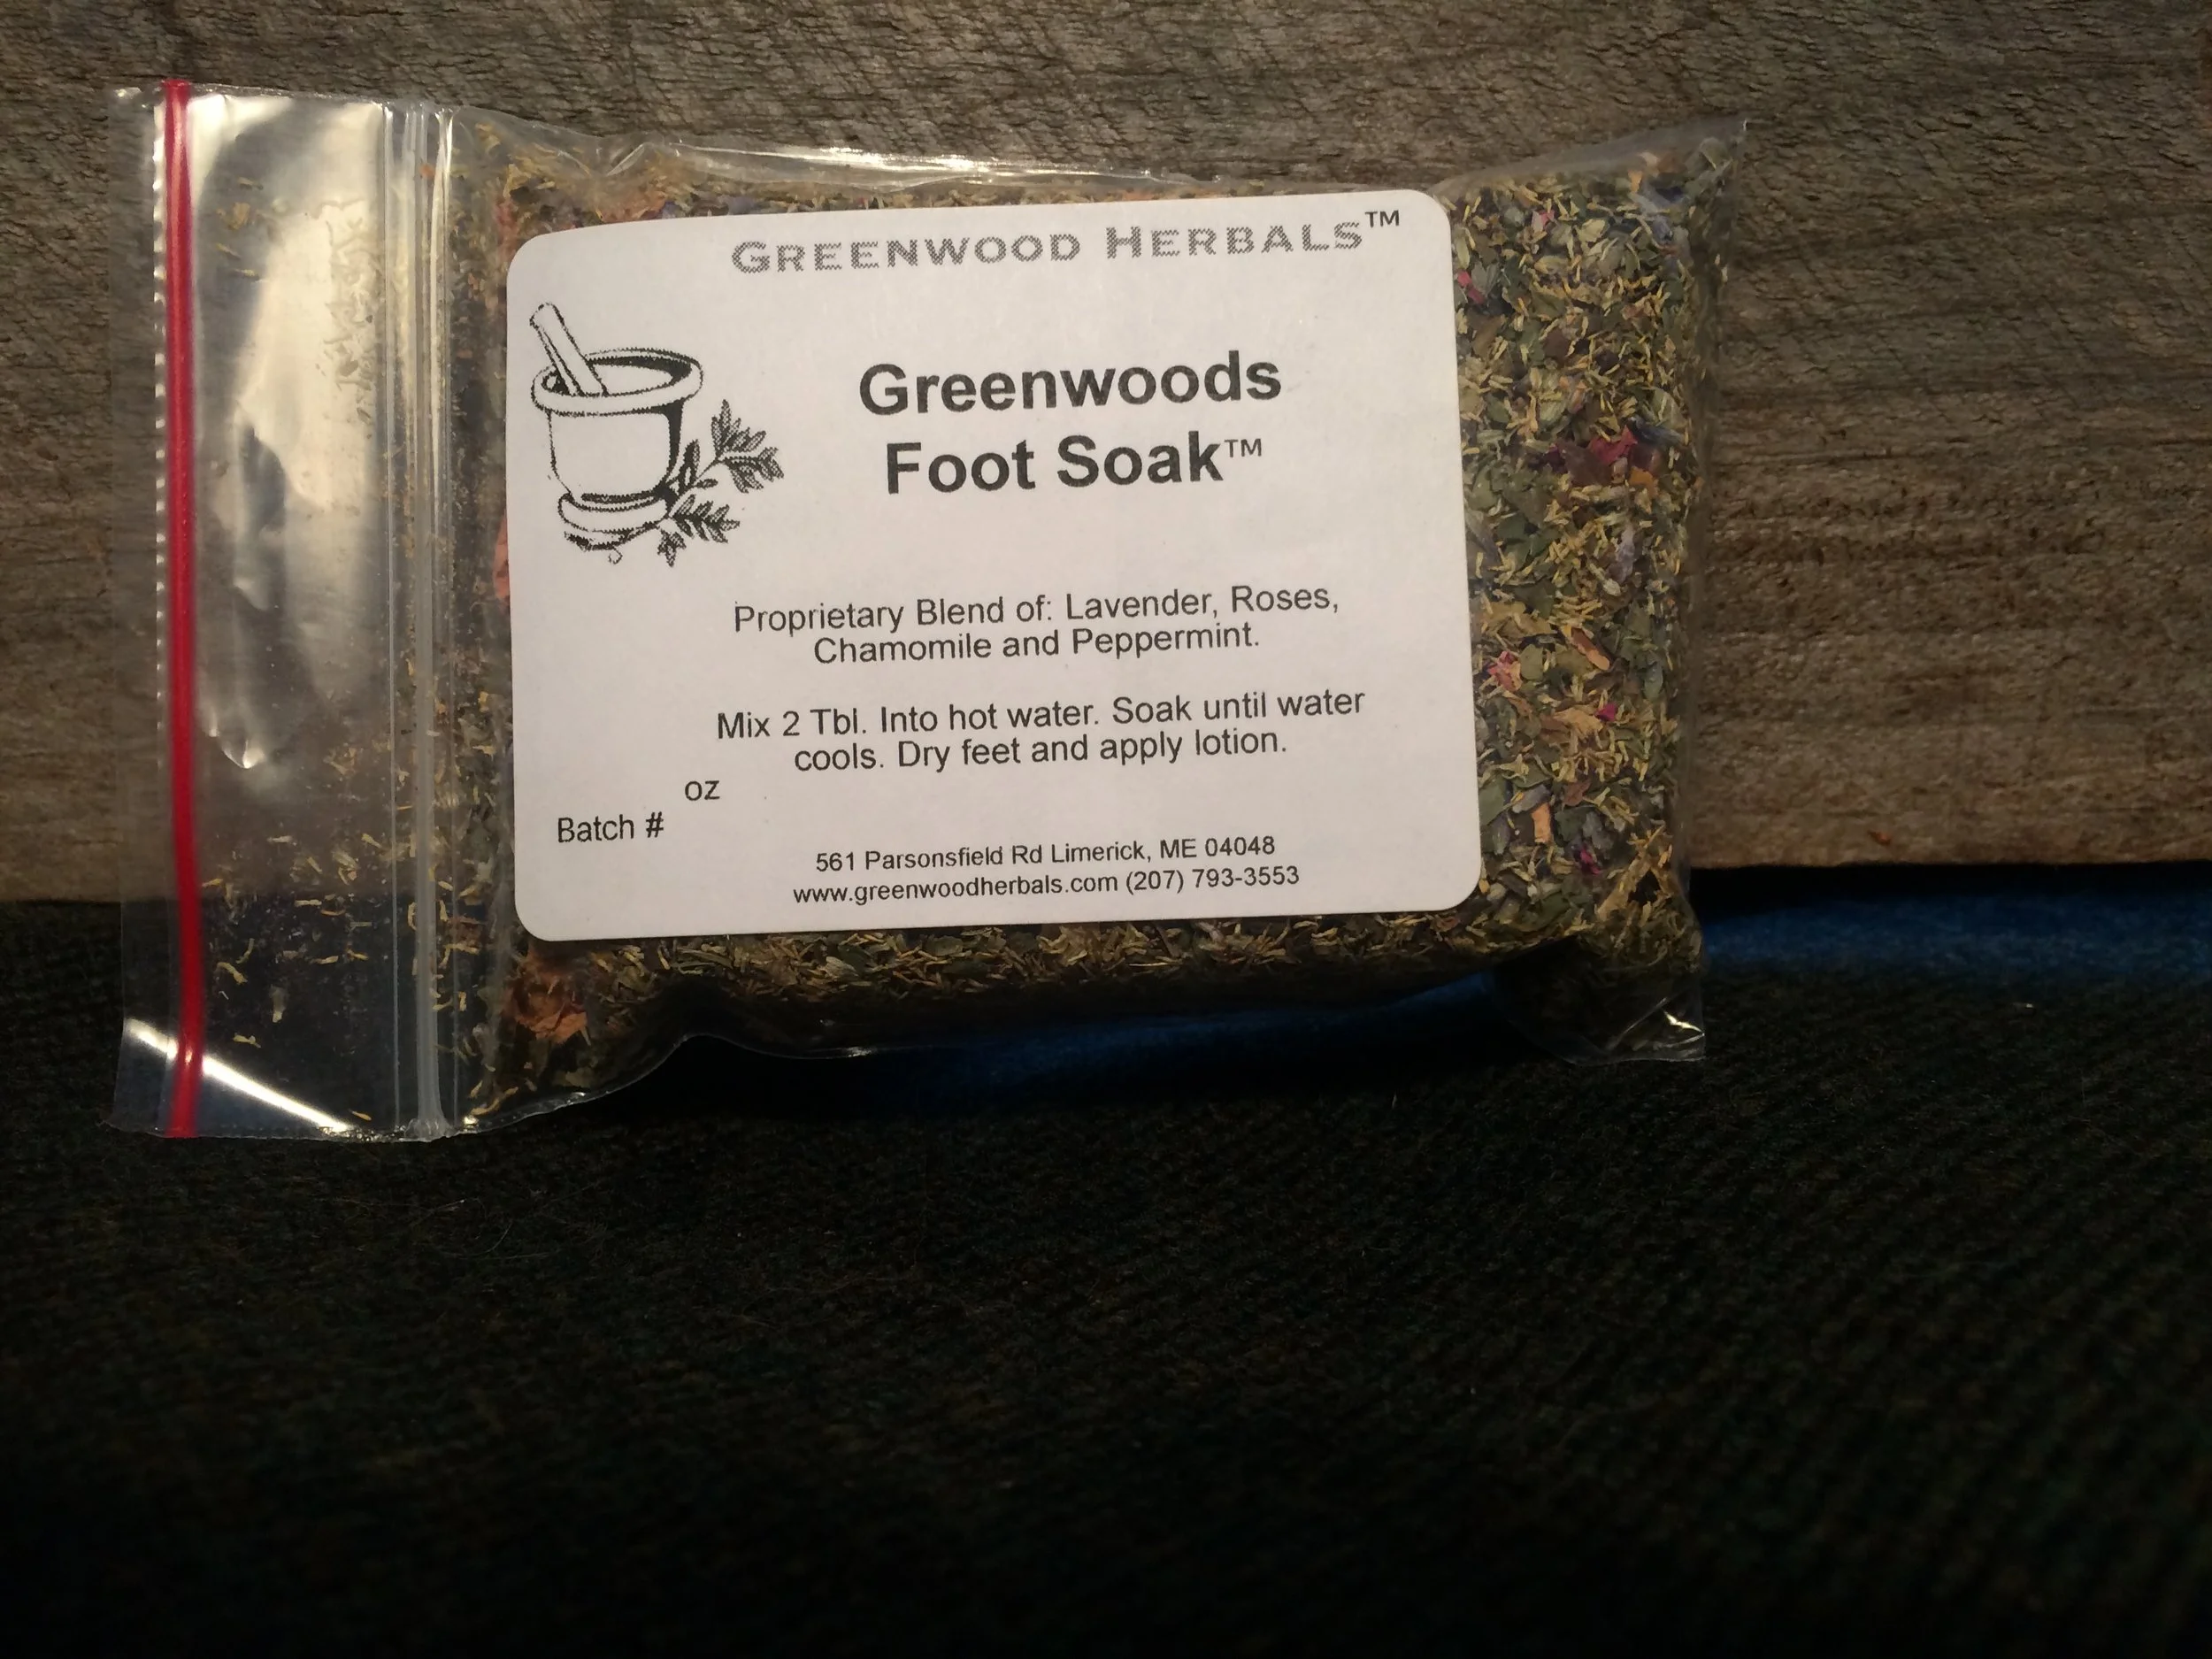 GREENWOOD HERBALS™
Greenwoods
Foot Soak™
Proprietary Blend of: Lavender, Roses,
Chamomile and Peppermint.
Mix 2 Tbl. Into hot water. Soak until water
cools. Dry feet and apply lotion.
oz
Batch #
561 Parsonsfield Rd Limerick, ME 04048
www.greenwoodherbals.com (207) 793-3553